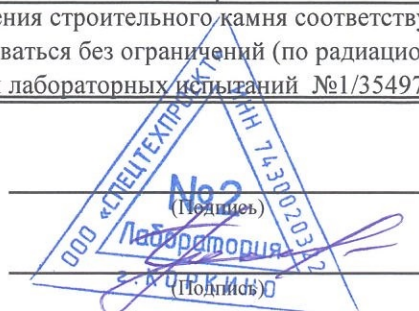 ения строительного камня соответству
ваться без ограничений (по радиацио
и лабораторных испытаний №1/35497
ООО «СПЕЦТЕХПРОЕКТ» ИНН 7430020342
№2
(Подпись)
Лаборатория
г. КОРКИНО
(Подпись)